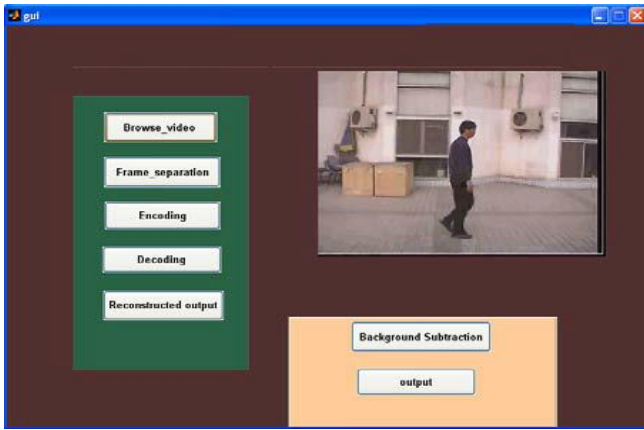 gui
Browse_video
Frame_separation
Encoding
Decoding
Reconstructed output
Background Subtraction
output